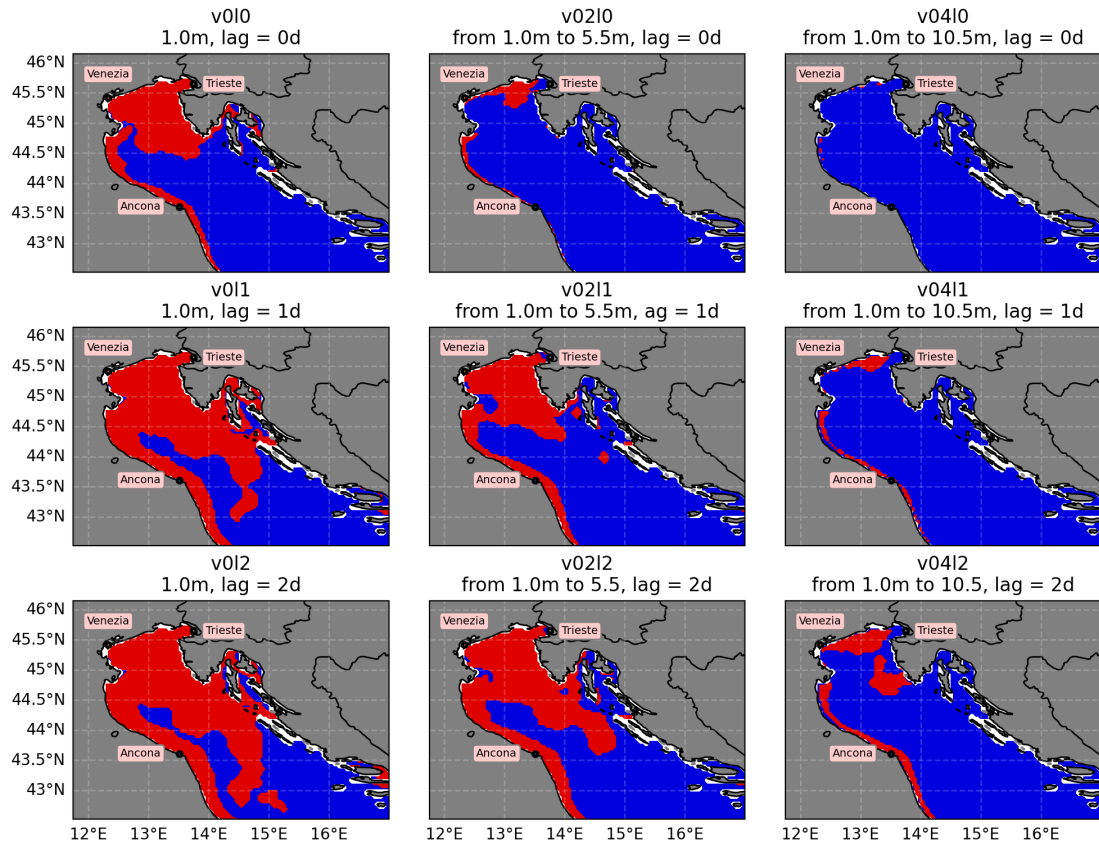 v0l0
1.0m, lag = 0d
v02l0
from 1.0m to 5.5m, lag = 0d
v04l0
from 1.0m to 10.5m, lag = 0d
46°N
45.5°N
45°N
44.5°N
44°N
43.5°N
43°N
Venezia
Trieste
Ancona
Venezia
Trieste
Ancona
Venezia
Trieste
Ancona
v0l1
1.0m, lag = 1d
v02l1
from 1.0m to 5.5m, ag = 1d
v04l1
from 1.0m to 10.5m, lag = 1d
46°N
45.5°N
45°N
44.5°N
44°N
43.5°N
43°N
Venezia
Trieste
Ancona
Venezia
Trieste
Ancona
Venezia
Trieste
Ancona
v0l2
1.0m, lag = 2d
v02l2
from 1.0m to 5.5, lag = 2d
v04l2
from 1.0m to 10.5, lag = 2d
46°N
45.5°N
45°N
44.5°N
44°N
43.5°N
43°N
Venezia
Trieste
Ancona
Venezia
Trieste
Ancona
Venezia
Trieste
Ancona
12°E 13°E 14°E 15°E 16°E
12°E 13°E 14°E 15°E 16°E
12°E 13°E 14°E 15°E 16°E